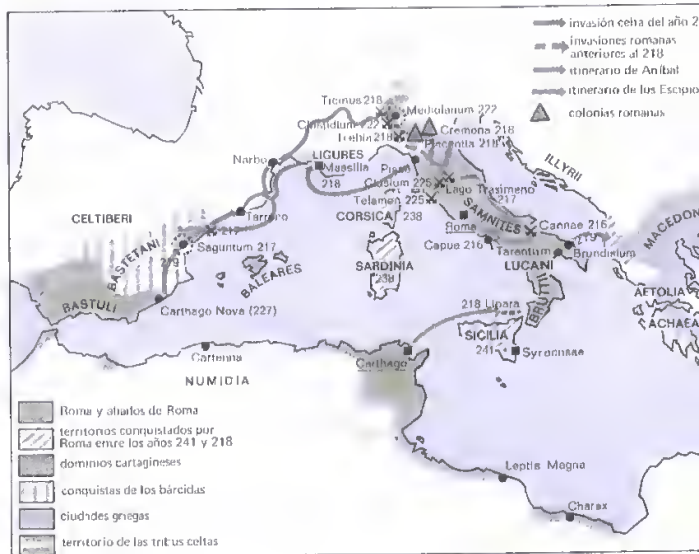 invasión celta del año 2
invasiones romanas
anteriores al 218
itinerario de Aníbal
itinerario de los Escipio
colonias romanas
Ticinus 218
Mediolanum 222
Clastidium 222
Trebia 218
Cremona 218
Placentia 218
Narbo
LIGURES
Massilia
218
Pisae
Clusium 225
Lago Trasimeno
217
Telamon 225
ILLYRII
CELTIBERI
Tarraco
217
CORSICA
238
Roma
SAMNITES
Cannae 216
MACEDON
BASTETANI
Saguntum 217
BALEARES
SARDINIA
238
Capua 216
Tarentum
Brundisium
LUCANI
BRUTTII
BASTULI
Carthago Nova (227)
AETOLIA
ACHAEA
218 Lipara
SICILIA
241
Syracusae
Cartenna
Carthago
NUMIDIA
Roma y aliados de Roma
territorios conquistados por
Roma entre los años 241 y 218
dominios cartagineses
conquistas de los bárcidas
ciudades griegas
territorio de las tribus celtas
Leptis Magna
Charax